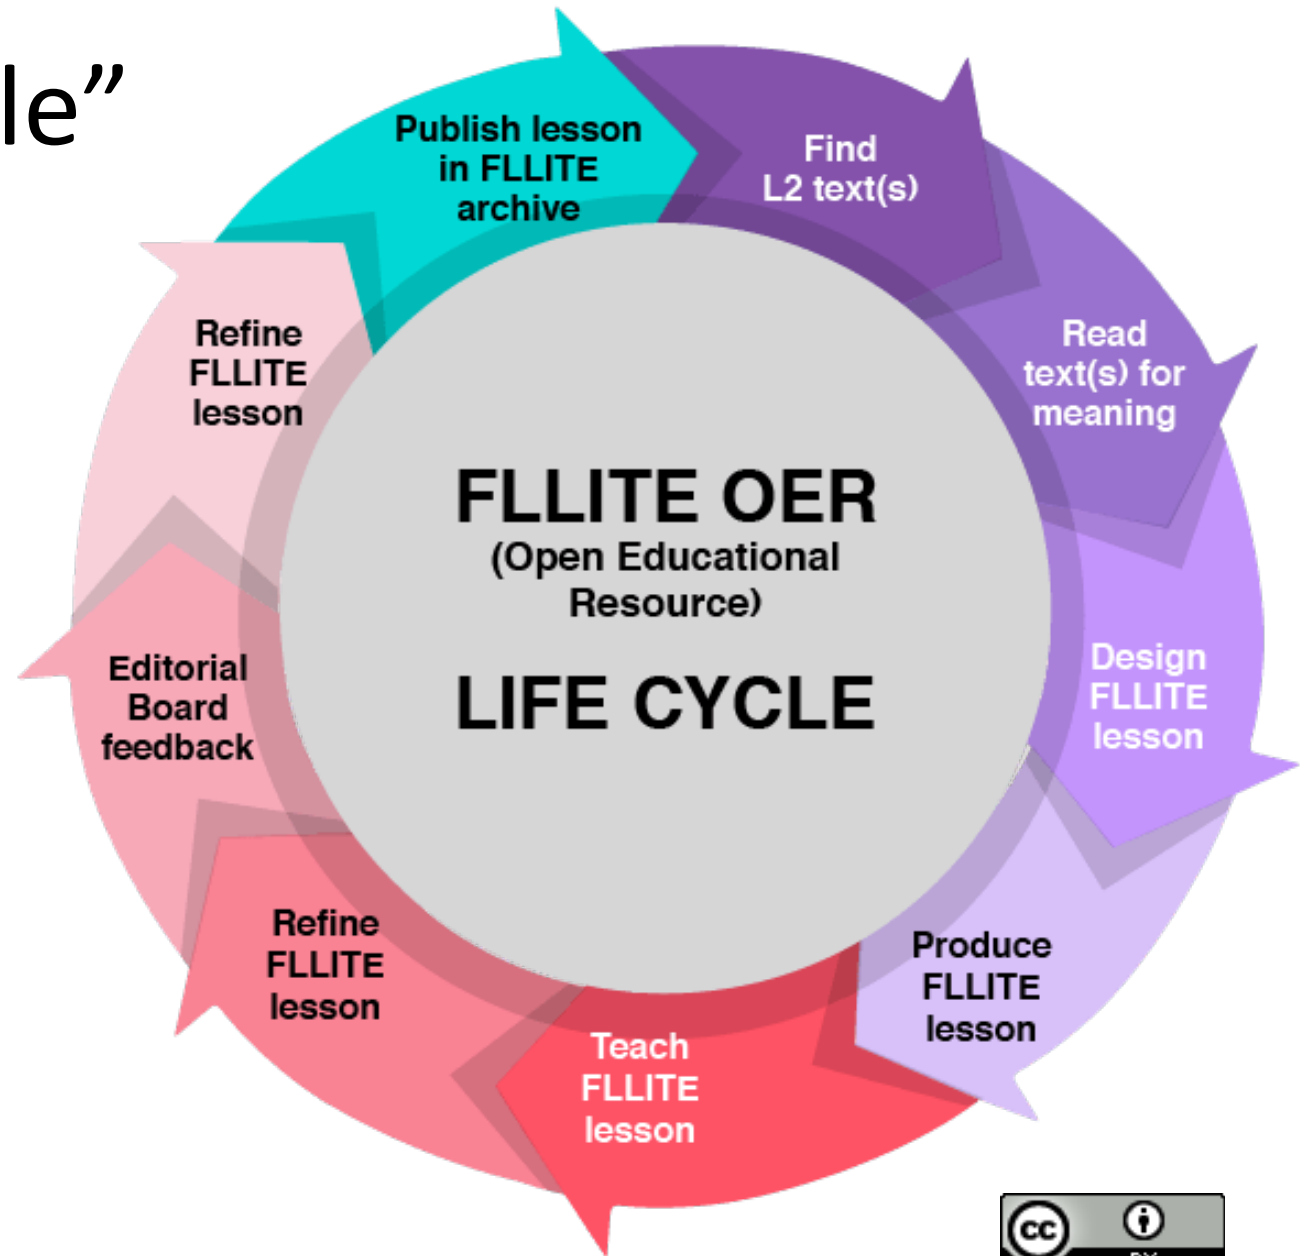 le”
Publish lesson
in FLLITE
archive
Find
L2 text(s)
Read
text(s) for
meaning
Design
FLLITE
lesson
Produce
FLLITE
lesson
Teach
FLLITE
lesson
Refine
FLLITE
lesson
Editorial
Board
feedback
Refine
FLLITE
lesson
FLLITE OER
(Open Educational
Resource)
LIFE CYCLE
cc